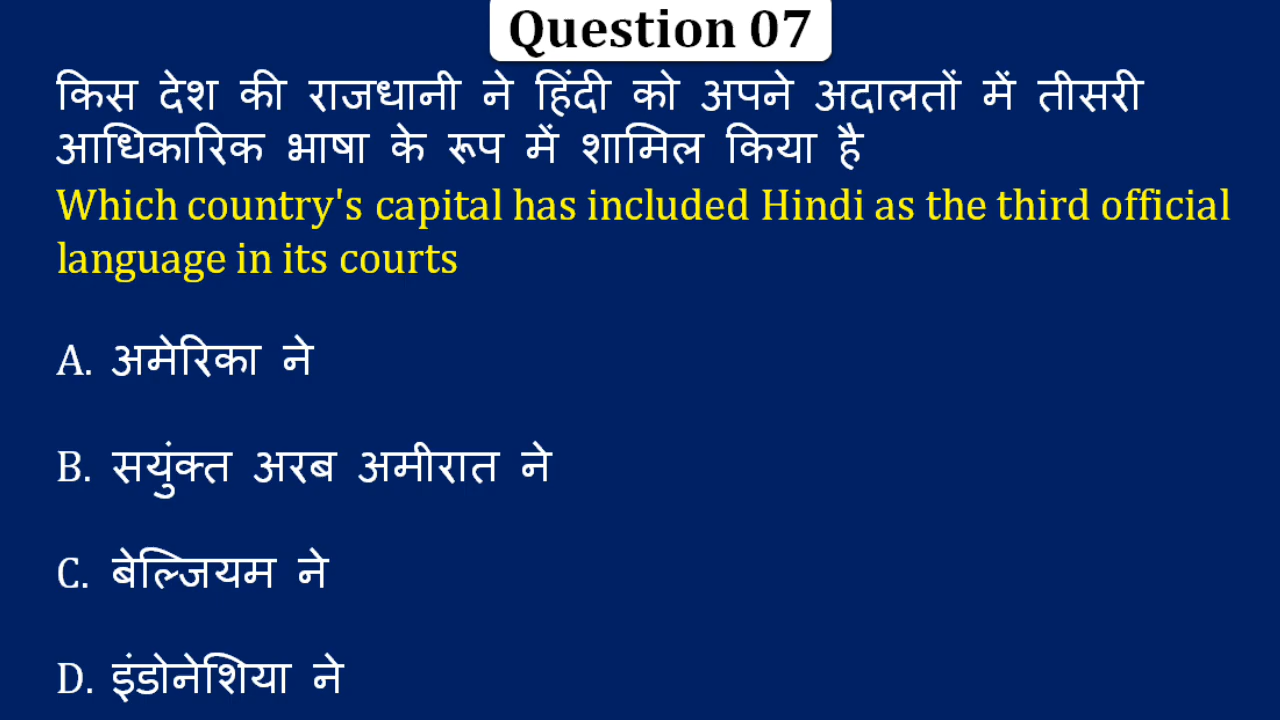 Question 07
किस देश की राजधानी ने हिंदी को अपने अदालतों में तीसरी
आधिकारिक भाषा के रूप में शामिल किया है
Which country's capital has included Hindi as the third official
language in its courts
A. अमेरिका ने
B. सयुंक्त अरब अमीरात ने
C. बेल्जियम ने
D. इंडोनेशिया ने